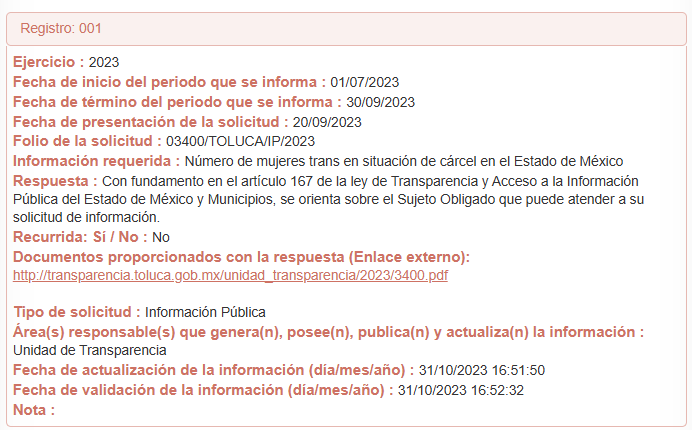 Registro: 001
Ejercicio : 2023
Fecha de inicio del periodo que se informa : 01/07/2023
Fecha de término del periodo que se informa : 30/09/2023
Fecha de presentación de la solicitud : 20/09/2023
Folio de la solicitud : 03400/TOLUCA/IP/2023
Información requerida : Número de mujeres trans en situación de cárcel en el Estado de México
Respuesta : Con fundamento en el artículo 167 de la ley de Transparencia y Acceso a la Información
Pública del Estado de México y Municipios, se orienta sobre el Sujeto Obligado que puede atender a su
solicitud de información.
Recurrida: Sí / No : No
Documentos proporcionados con la respuesta (Enlace externo):
http://transparencia.toluca.gob.mx/unidad_transparencia/2023/3400.pdf
Tipo de solicitud : Información Pública
Área(s) responsable(s) que genera(n), posee(n), publica(n) y actualiza(n) la información :
Unidad de Transparencia
Fecha de actualización de la información (día/mes/año) : 31/10/2023 16:51:50
Fecha de validación de la información (día/mes/año) : 31/10/2023 16:52:32
Nota :